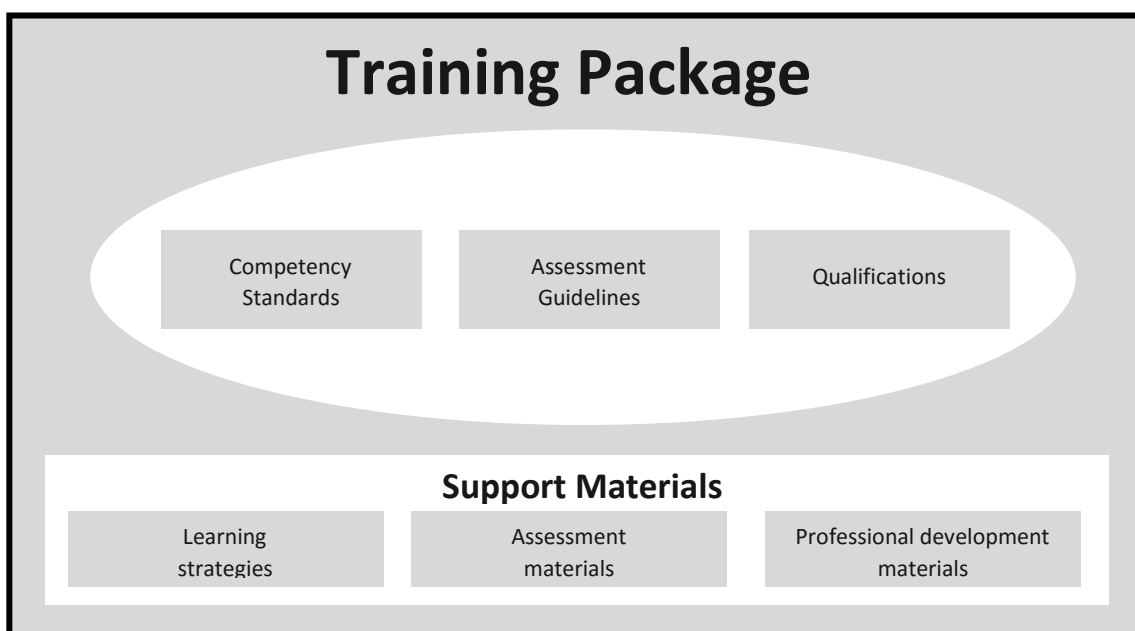 Training Package
Competency
Standards
Assessment
Guidelines
Qualifications
Support Materials
Learning
strategies
Assessment
materials
Professional development
materials